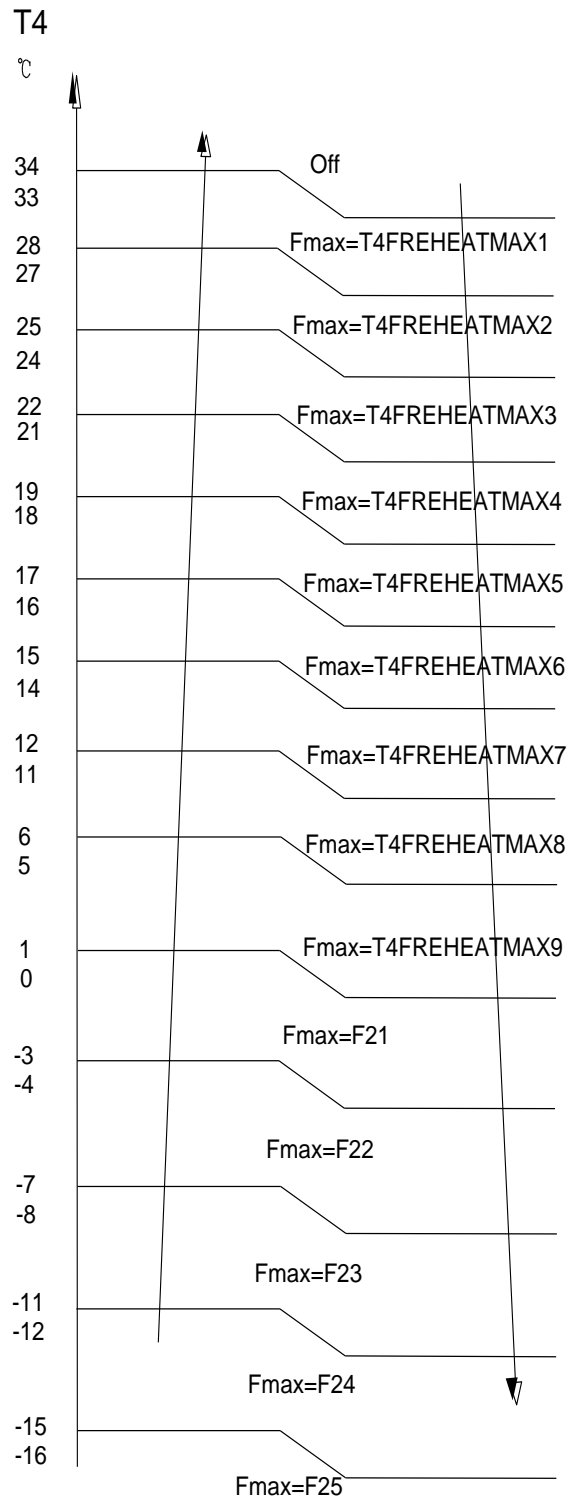 T4
℃
34
Off
33
Fmax=T4FREHEATMAX1
28
27
Fmax=T4FREHEATMAX2
25
24
Fmax=T4FREHEATMAX3
22
21
Fmax=T4FREHEATMAX4
19
18
Fmax=T4FREHEATMAX5
17
16
Fmax=T4FREHEATMAX6
15
14
Fmax=T4FREHEATMAX7
12
11
Fmax=T4FREHEATMAX8
6
5
Fmax=T4FREHEATMAX9
1
0
Fmax=F21
-3
-4
Fmax=F22
-7
-8
Fmax=F23
-11
-12
Fmax=F24
-15
-16
Fmax=F25